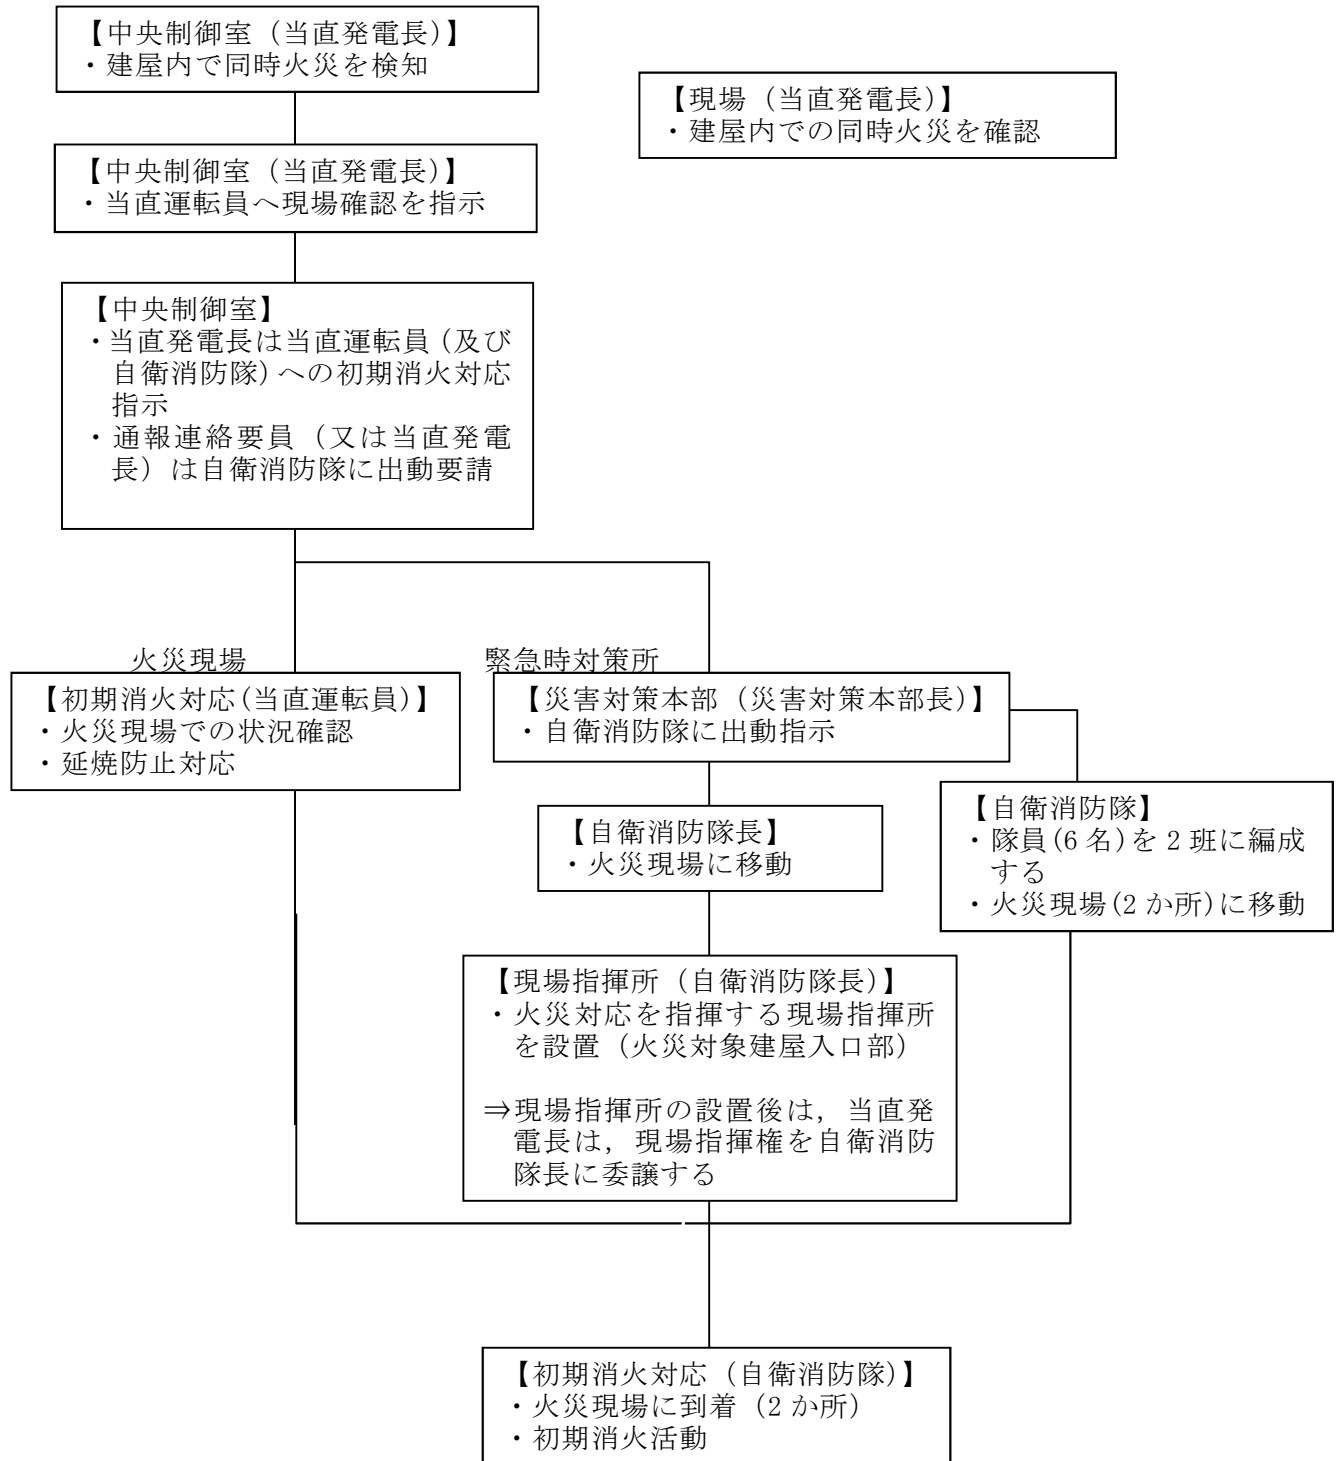 【中央制御室（当直発電長）】
・建屋内で同時火災を検知
【現場（当直発電長）】
・建屋内での同時火災を確認
【中央制御室（当直発電長）】
・当直運転員へ現場確認を指示
【中央制御室】
・当直発電長は当直運転員（及び
自衛消防隊）への初期消火対応
指示
・通報連絡要員（又は当直発電
長）は自衛消防隊に出動要請
火災現場
【初期消火対応（当直運転員）】
・火災現場での状況確認
・延焼防止対応
緊急時対策所
【災害対策本部（災害対策本部長）】
・自衛消防隊に出動指示
【自衛消防隊長】
・火災現場に移動
【自衛消防隊】
・隊員（6 名）を 2 班に編成
する
・火災現場（2 か所）に移動
【現場指揮所（自衛消防隊長）】
・火災対応を指揮する現場指揮所
を設置（火災対象建屋入口部）
⇒現場指揮所の設置後は，当直発
電長は，現場指揮権を自衛消防
隊長に委譲する
【初期消火対応（自衛消防隊）】
・火災現場に到着（2 か所）
・初期消火活動